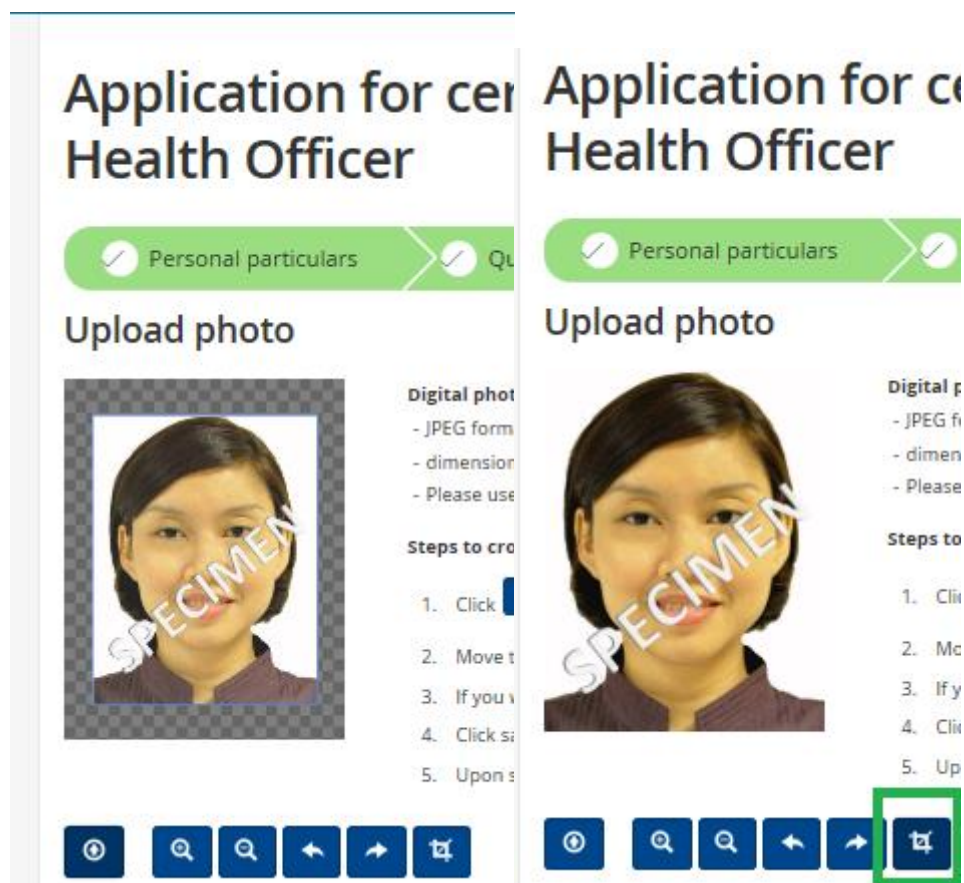 Application for cer
Health Officer
Personal particulars
Qu
Upload photo
Digital phot
- JPEG form
- dimension
- Please use
Steps to cro
1. Click
2. Move t
3. If you
4. Click sa
5. Upon s
SPECIMEN
Application for ce
Health Officer
Personal particulars
Upload photo
Digital p
- JPEG fo
- dimen
- Please
Steps to
1. Clic
2. Mo
3. If y
4. Clic
5. Up
SPECIMEN